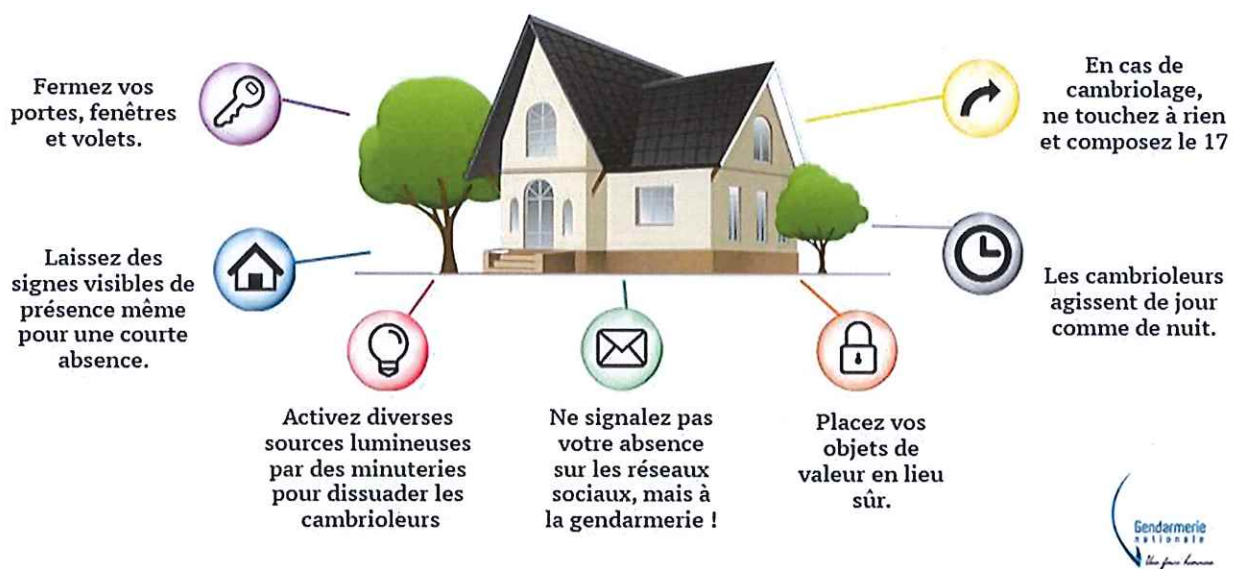 Fermez vos
portes, fenêtres
et volets.
Laissez des
signes visibles de
présence même
pour une courte
absence.
Activez diverses
sources lumineuses
par des minuteries
pour dissuader les
cambrioleurs
Ne signalez pas
votre absence
sur les réseaux
sociaux, mais à
la gendarmerie !
Placez vos
objets de
valeur en lieu
sûr.
En cas de
cambriolage,
ne touchez à rien
et composez le 17
Les cambrioleurs
agissent de jour
comme de nuit.
Gendarmerie
nationale
Une force humaine